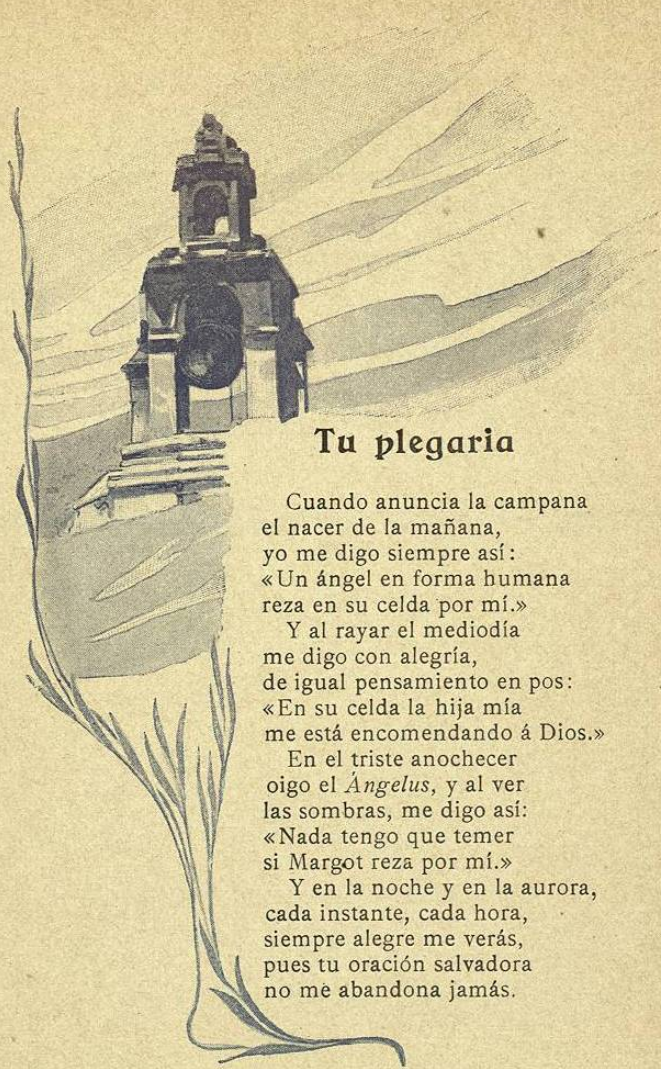 Tu plegaria
Cuando anuncia la campana
el nacer de la mañana,
yo me digo siempre así:
«Un ángel en forma humana
reza en su celda por mí.»
Y al rayar el mediodía
me digo con alegría,
de igual pensamiento en pos:
«En su celda la hija mía
me está encomendando á Dios.»
En el triste anochecer
oigo el Ángelus, y al ver
las sombras, me digo así:
«Nada tengo que temer
si Margot reza por mí.»
Y en la noche y en la aurora,
cada instante, cada hora,
siempre alegre me verás,
pues tu oración salvadora
no me abandona jamás.